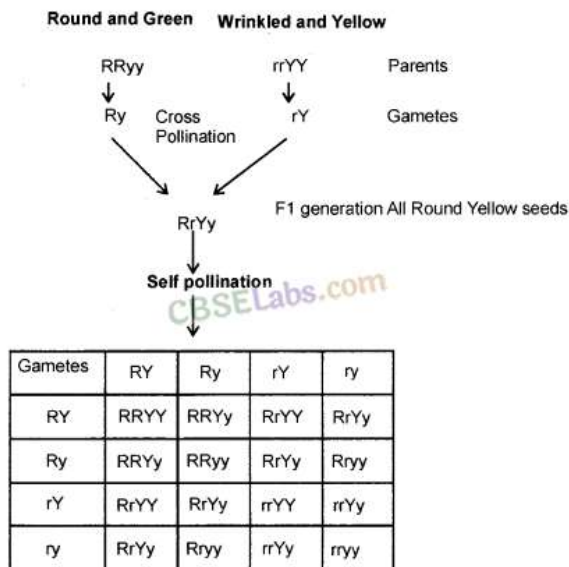 Round and Green Wrinkled and Yellow
RRyy rrYY Parents
Ry Cross Pollination rY Gametes
RrYy F1 generation All Round Yellow seeds
Self pollination
CBSELabs.com
Gametes RY Ry rY ry
RY RRYY RRYy RrYY RrYy
Ry RRYy RRyy RrYy Rryy
rY RrYY RrYy rrYY rrYy
ry RrYy Rryy rrYy rryy